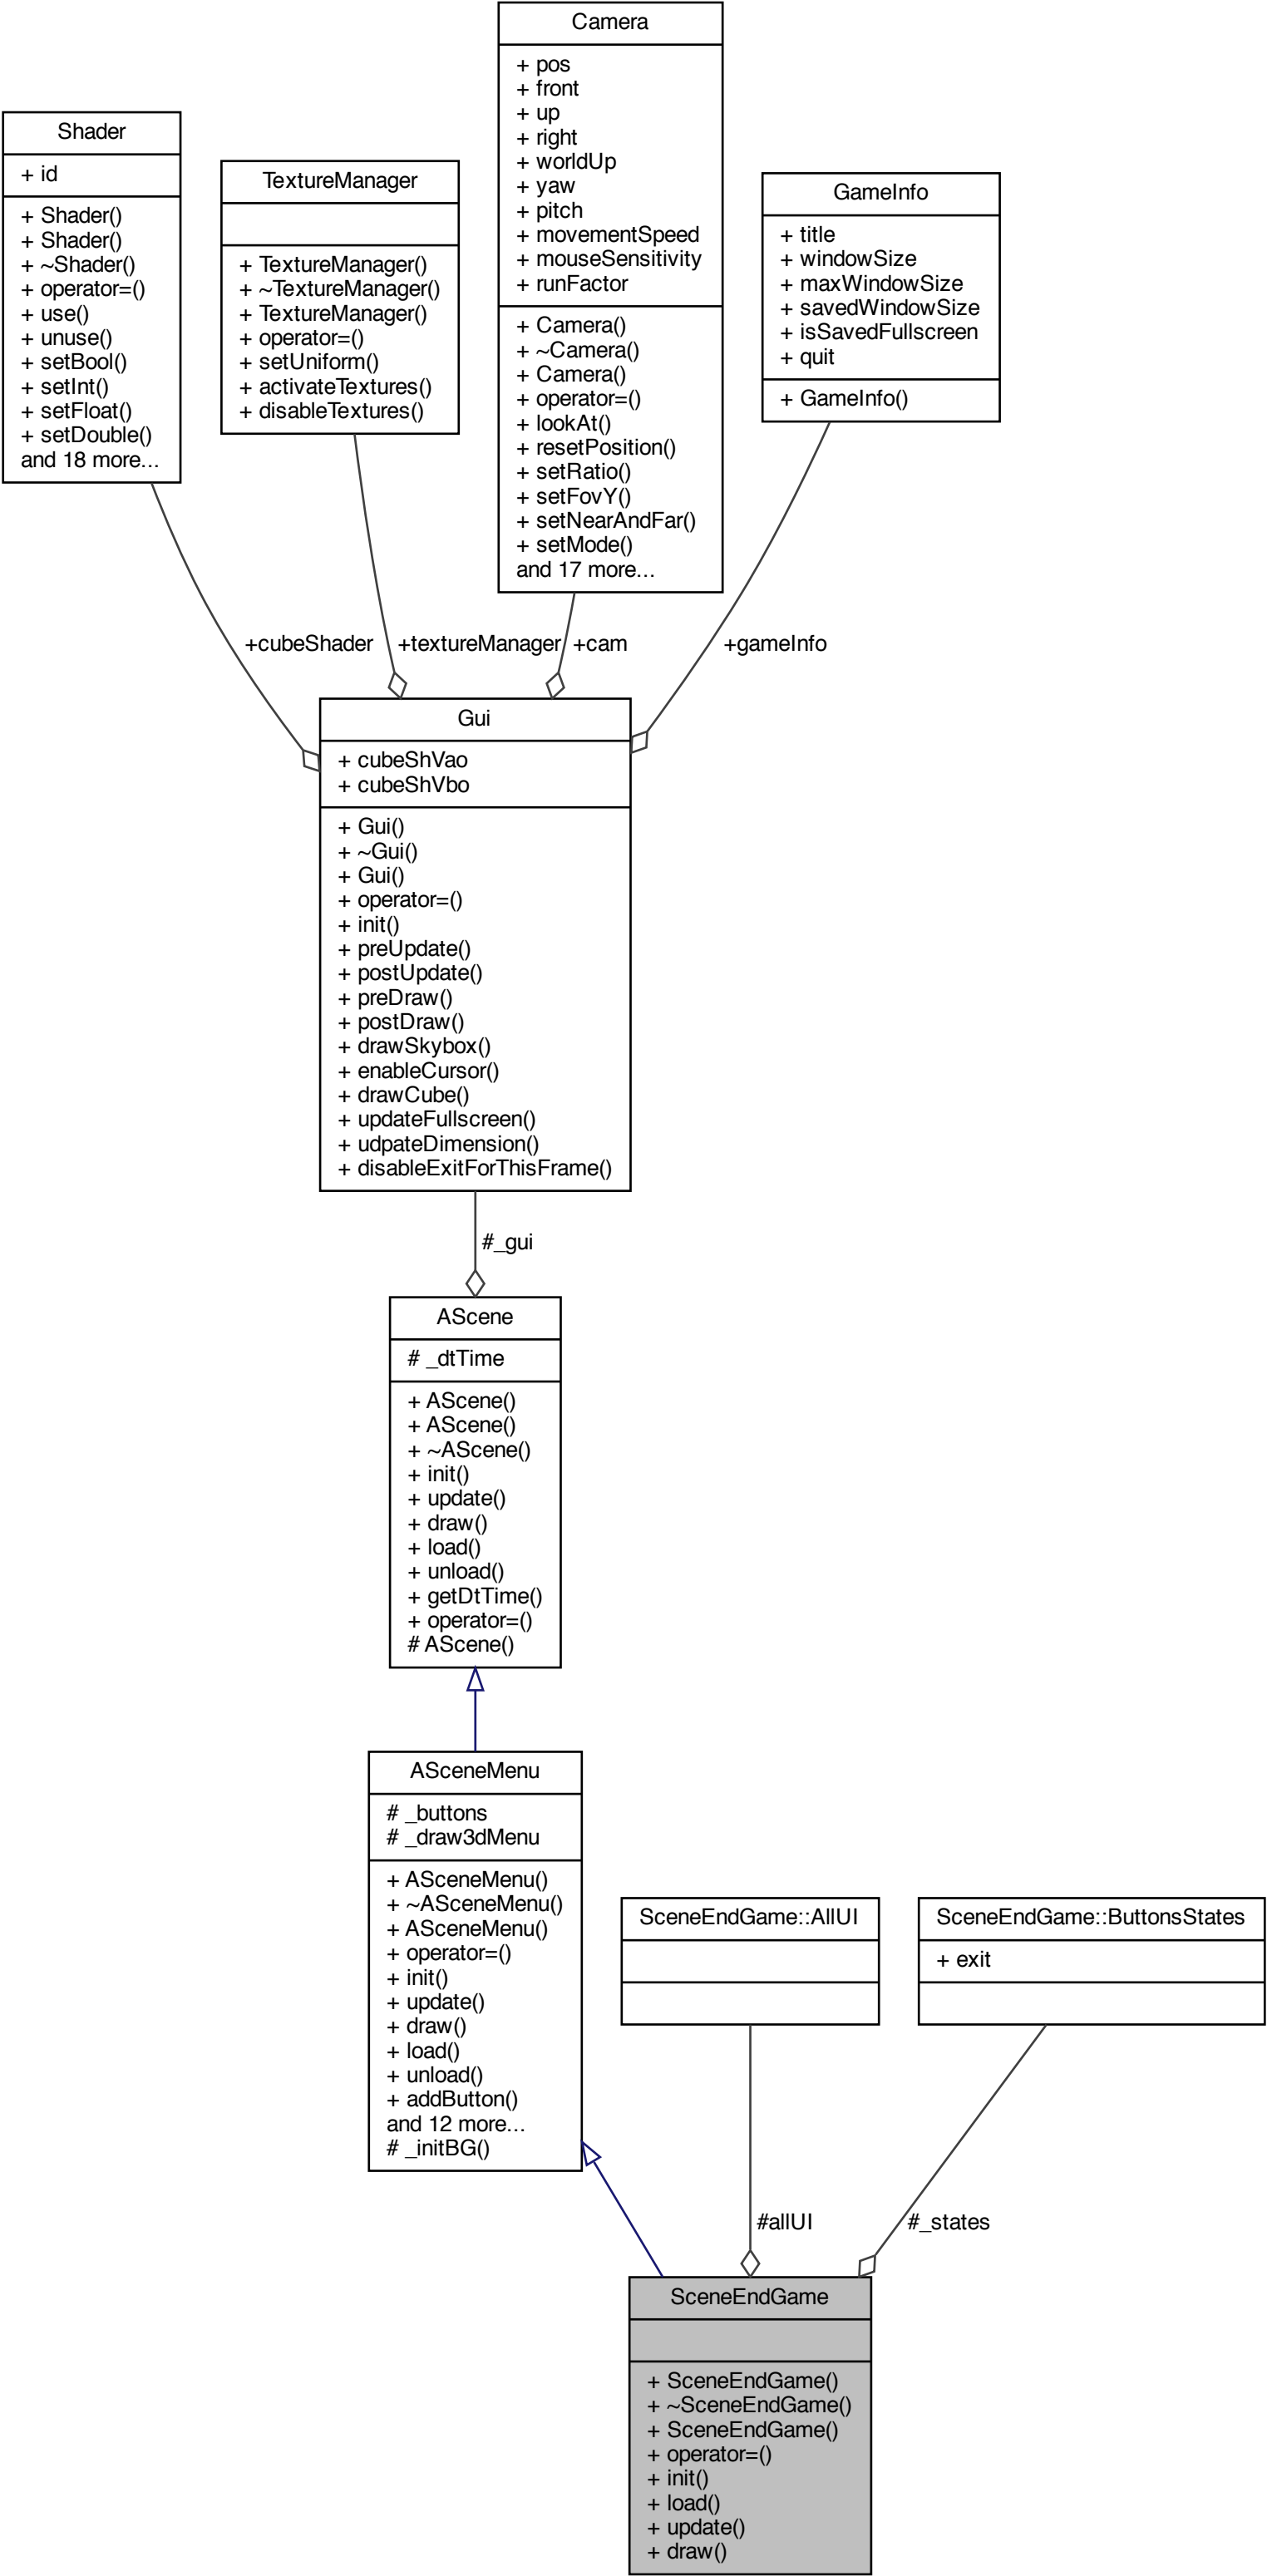 Camera
+ pos
+ front
+ up
+ right
+ worldUp
+ yaw
+ pitch
+ movementSpeed
+ mouseSensitivity
+ runFactor
+ Camera()
+ ~Camera()
+ Camera()
+ operator=()
+ lookAt()
+ resetPosition()
+ setRatio()
+ setFovY()
+ setNearAndFar()
+ setMode()
and 17 more...
Shader
+ id
+ Shader()
+ Shader()
+ ~Shader()
+ operator=()
+ use()
+ unuse()
+ setBool()
+ setInt()
+ setFloat()
+ setDouble()
and 18 more...
TextureManager
+ TextureManager()
+ ~TextureManager()
+ TextureManager()
+ operator=()
+ setUniform()
+ activateTextures()
+ disableTextures()
GameInfo
+ title
+ windowSize
+ maxWindowSize
+ savedWindowSize
+ isSavedFullscreen
+ quit
+ GameInfo()
+cubeShader
+textureManager
+cam
+gameInfo
Gui
+ cubeShVao
+ cubeShVbo
+ Gui()
+ ~Gui()
+ Gui()
+ operator=()
+ init()
+ preUpdate()
+ postUpdate()
+ preDraw()
+ postDraw()
+ drawSkybox()
+ enableCursor()
+ drawCube()
+ updateFullscreen()
+ udpateDimension()
+ disableExitForThisFrame()
#_gui
AScene
# _dtTime
+ AScene()
+ AScene()
+ ~AScene()
+ init()
+ update()
+ draw()
+ load()
+ unload()
+ getDtTime()
+ operator=()
# AScene()
ASceneMenu
# _buttons
# _draw3dMenu
+ ASceneMenu()
+ ~ASceneMenu()
+ ASceneMenu()
+ operator=()
+ init()
+ update()
+ draw()
+ load()
+ unload()
+ addButton()
and 12 more...
# _initBG()
SceneEndGame::AllUI
SceneEndGame::ButtonsStates
+ exit
#allUI
#_states
SceneEndGame
+ SceneEndGame()
+ ~SceneEndGame()
+ SceneEndGame()
+ operator=()
+ init()
+ load()
+ update()
+ draw()